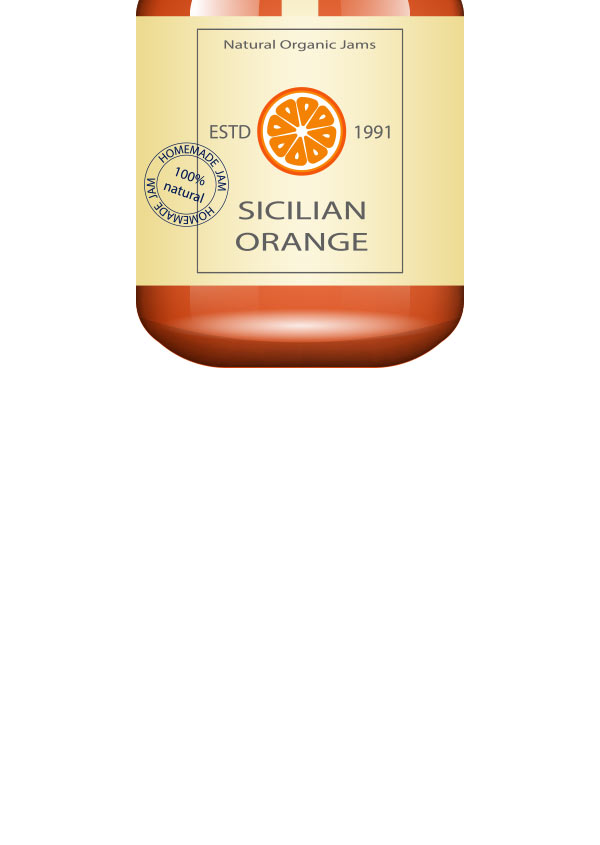 Natural Organic Jams
ESTD 1991
HOMEMADE JAM
100%
natural
HOMEMADE JAM
SICILIAN
ORANGE